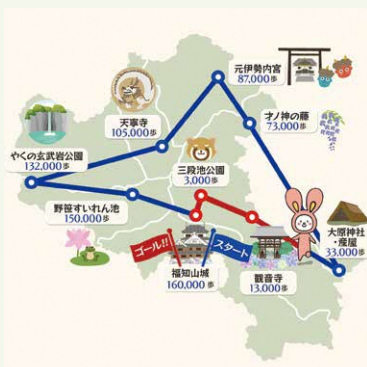 元伊勢内宮
87,000歩
天寧寺
105,000歩
才ノ神の藤
73,000歩
やくの玄武岩公園
132,000歩
三段池公園
3,000歩
野笹すいれん池
150,000歩
大原神社
・産屋
33,000歩
ゴール!!
スタート
福知山城
160,000歩
観音寺
13,000歩